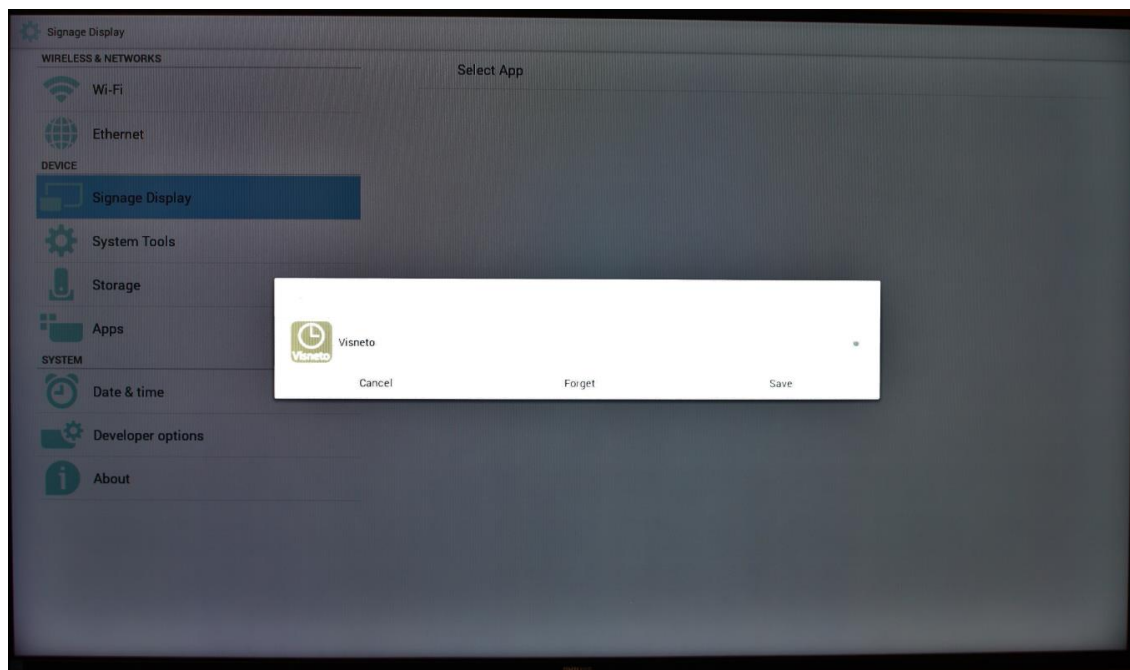 Signage Display
WIRELESS & NETWORKS
Wi-Fi
Ethernet
DEVICE
Signage Display
System Tools
Storage
Apps
SYSTEM
Date & time
Developer options
About
Select App
Visneto
Visneto
Cancel Forget Save